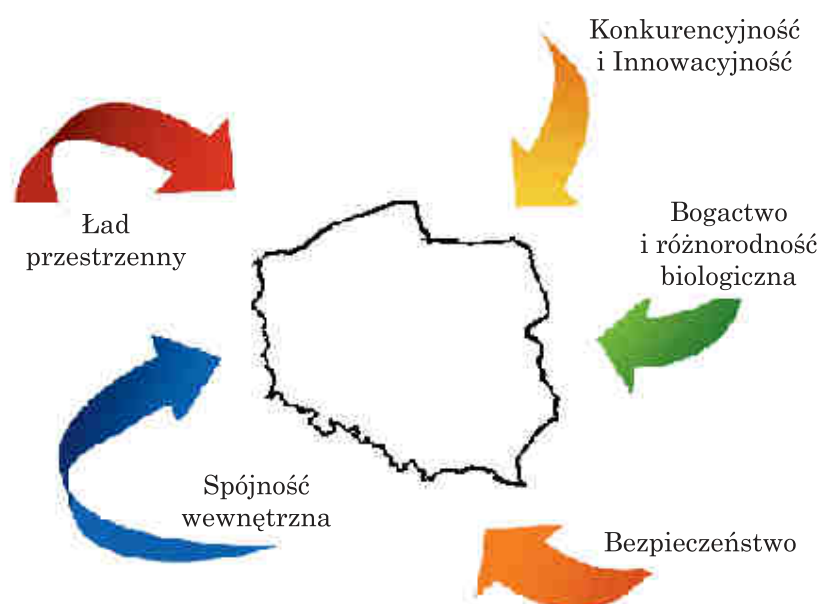 Konkurencyjność
i Innowacyjność
Ład
przestrzenny
Bogactwo
i różnorodność
biologiczna
Spójność
wewnętrzna
Bezpieczeństwo